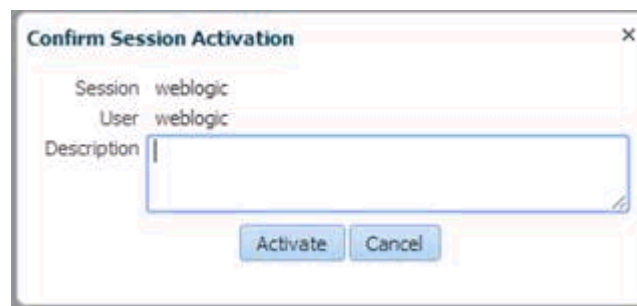 Confirm Session Activation
Session weblogic
User weblogic
Description
Activate Cancel